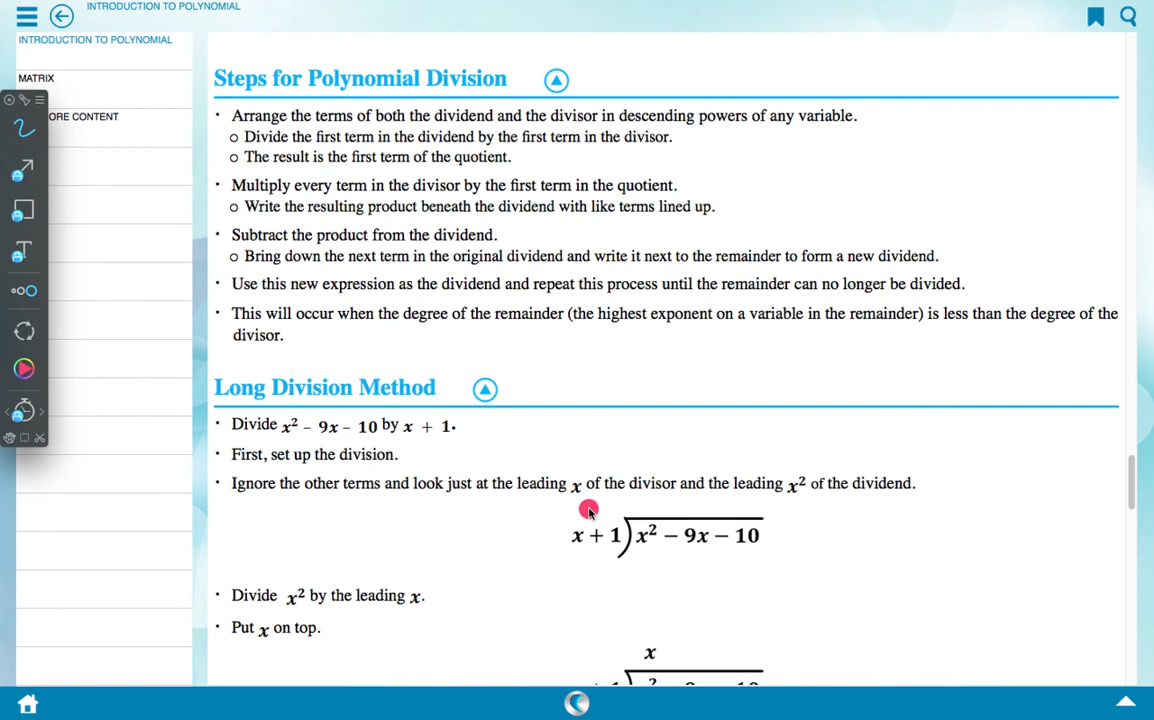 INTRODUCTION TO POLYNOMIAL
INTRODUCTION TO POLYNOMIAL
MATRIX
ORE CONTENT
T
Steps for Polynomial Division
· Arrange the terms of both the dividend and the divisor in descending powers of any variable.
o Divide the first term in the dividend by the first term in the divisor.
o The result is the first term of the quotient.
· Multiply every term in the divisor by the first term in the quotient.
o Write the resulting product beneath the dividend with like terms lined up.
· Subtract the product from the dividend.
o Bring down the next term in the original dividend and write it next to the remainder to form a new dividend.
· Use this new expression as the dividend and repeat this process until the remainder can no longer be divided.
· This will occur when the degree of the remainder (the highest exponent on a variable in the remainder) is less than the degree of the
divisor.
Long Division Method
· Divide x² - 9x - 10 by x + 1.
· First, set up the division.
· Ignore the other terms and look just at the leading x of the divisor and the leading x² of the dividend.
x + 1)x² − 9x − 10
· Divide x² by the leading x.
· Put x on top.
x